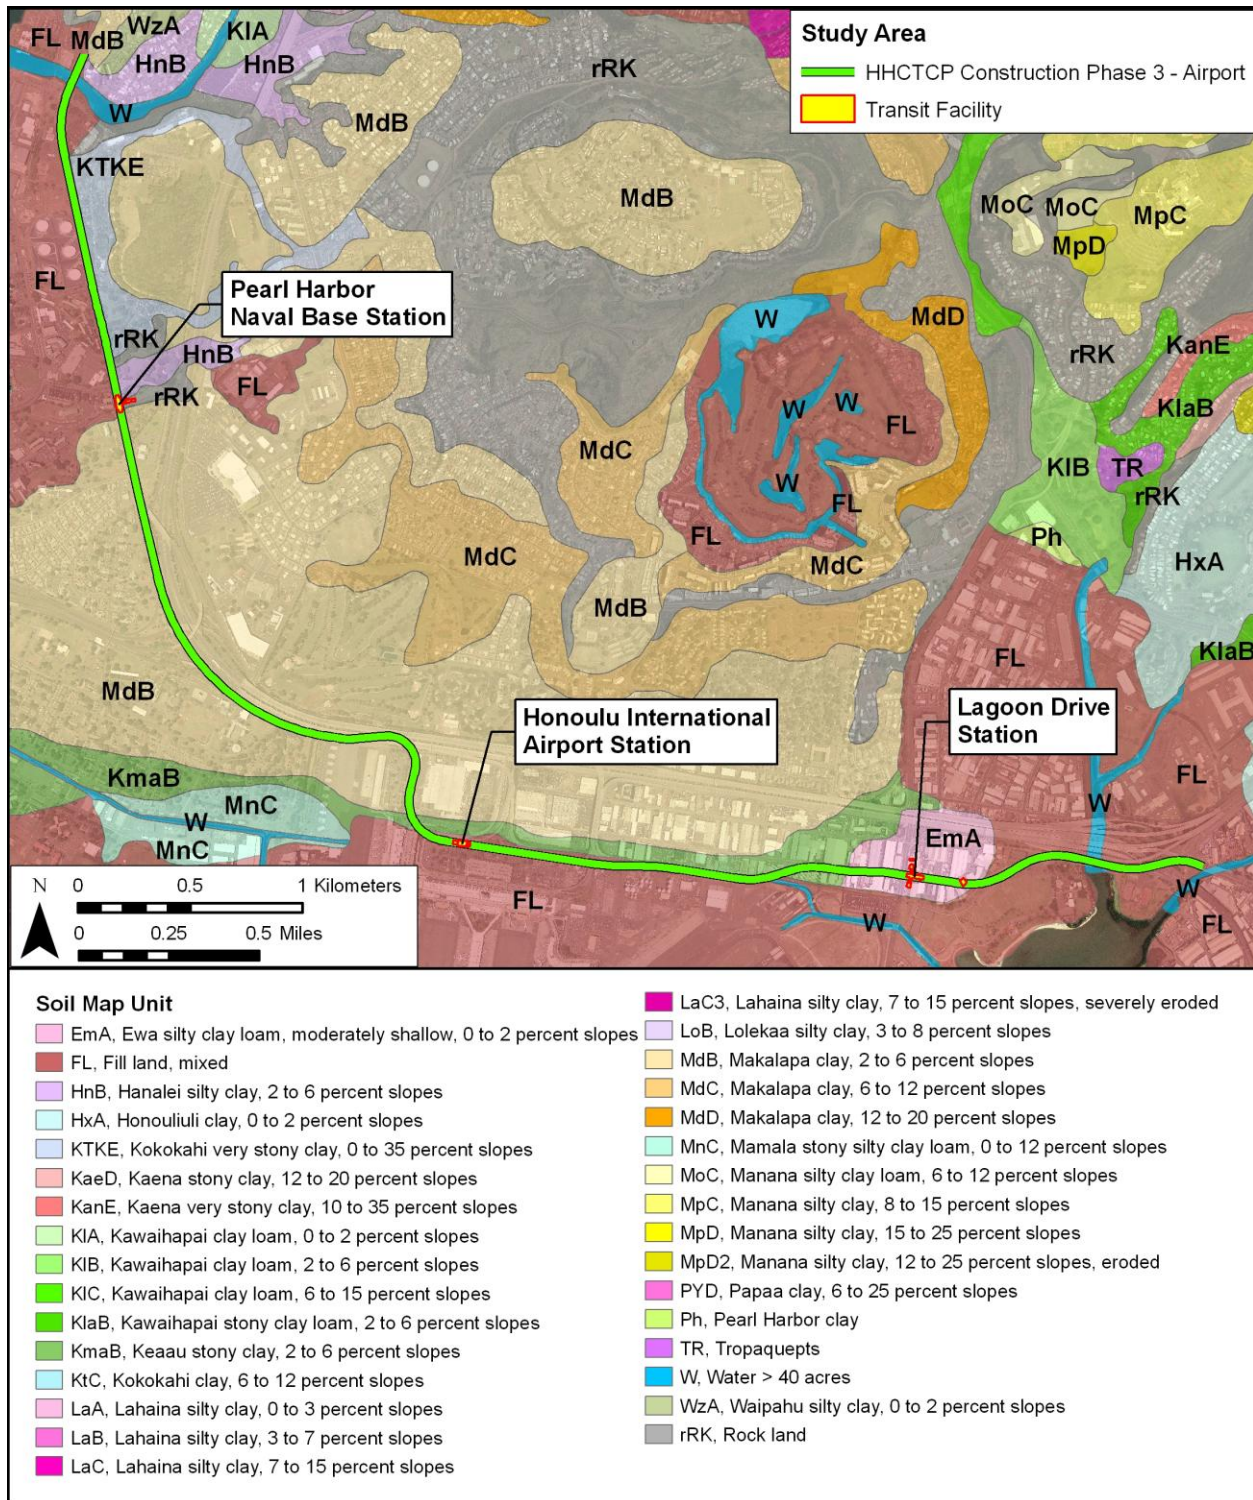 Study Area
HHCTCP Construction Phase 3 - Airport
Transit Facility
FL
MdB
WzA
KlA
HnB
HnB
W
rRK
MdB
KTKE
MdB
MoC
MoC
MpC
MpD
FL
Pearl Harbor
Naval Base Station
W
MdD
rRK
KanE
rRK
HnB
FL
rRK
W
W
FL
KlaB
MdC
KlB
TR
W
FL
rRK
FL
Ph
MdC
MdC
HxA
MdB
FL
KlaB
MdB
Honoulu International
Airport Station
Lagoon Drive
Station
KmaB
MnC
W
MnC
FL
W
EmA
FL
W
W
FL
N
0 0.5 1 Kilometers
0 0.25 0.5 Miles
Soil Map Unit
EmA, Ewa silty clay loam, moderately shallow, 0 to 2 percent slopes
FL, Fill land, mixed
HnB, Hanalei silty clay, 2 to 6 percent slopes
HxA, Honouliuli clay, 0 to 2 percent slopes
KTKE, Kokokahi very stony clay, 0 to 35 percent slopes
KaeD, Kaena stony clay, 12 to 20 percent slopes
KanE, Kaena very stony clay, 10 to 35 percent slopes
KlA, Kawaihapai clay loam, 0 to 2 percent slopes
KlB, Kawaihapai clay loam, 2 to 6 percent slopes
KlC, Kawaihapai clay loam, 6 to 15 percent slopes
KlaB, Kawaihapai stony clay loam, 2 to 6 percent slopes
KmaB, Keaau stony clay, 2 to 6 percent slopes
KtC, Kokokahi clay, 6 to 12 percent slopes
LaA, Lahaina silty clay, 0 to 3 percent slopes
LaB, Lahaina silty clay, 3 to 7 percent slopes
LaC, Lahaina silty clay, 7 to 15 percent slopes
LaC3, Lahaina silty clay, 7 to 15 percent slopes, severely eroded
LoB, Lolekaa silty clay, 3 to 8 percent slopes
MdB, Makalapa clay, 2 to 6 percent slopes
MdC, Makalapa clay, 6 to 12 percent slopes
MdD, Makalapa clay, 12 to 20 percent slopes
MnC, Mamala stony silty clay loam, 0 to 12 percent slopes
MoC, Manana silty clay loam, 6 to 12 percent slopes
MpC, Manana silty clay, 8 to 15 percent slopes
MpD, Manana silty clay, 15 to 25 percent slopes
MpD2, Manana silty clay, 12 to 25 percent slopes, eroded
PYD, Papaa clay, 6 to 25 percent slopes
Ph, Pearl Harbor clay
TR, Tropaquepts
W, Water > 40 acres
WzA, Waipahu silty clay, 0 to 2 percent slopes
rRK, Rock land